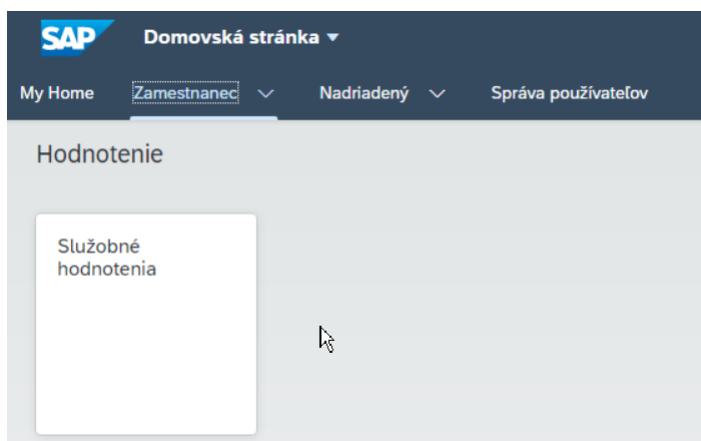 SAP Domovská stránka
My Home Zamestnanec Nadriadený Správa používateľov
Hodnotenie
Služobné
hodnotenia